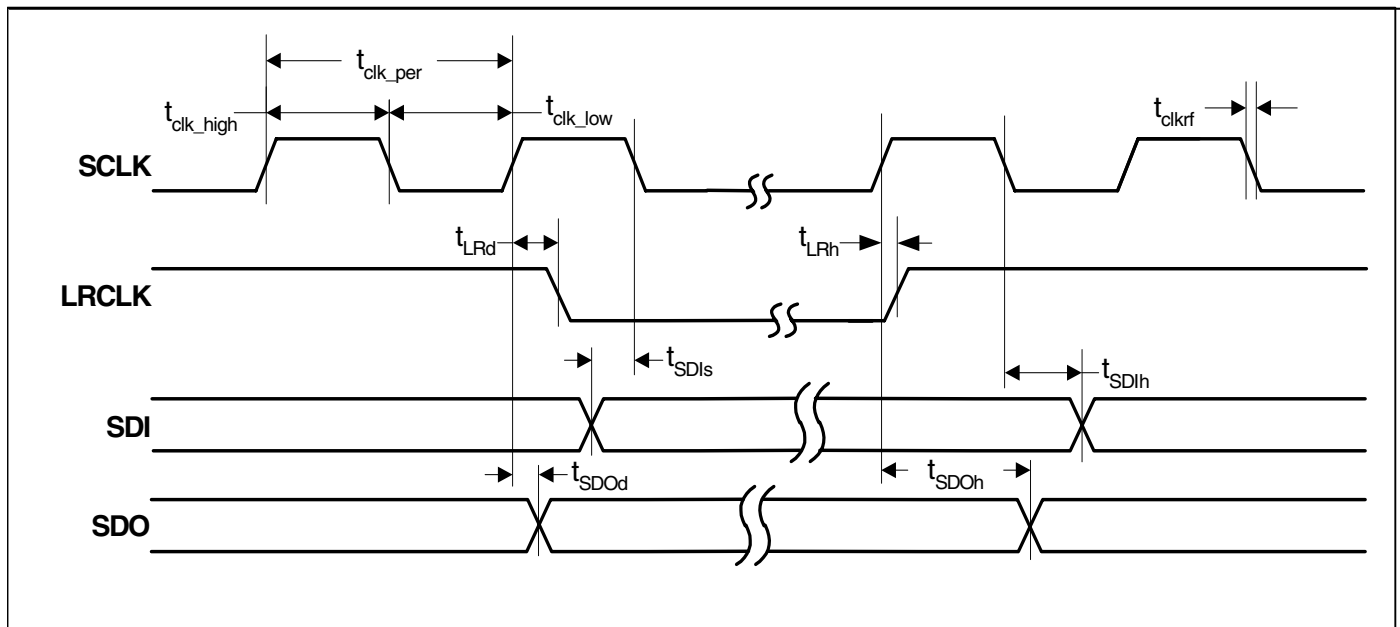 t_clk_per
t_clk_high
t_clk_low
t_clkrf
SCLK
t_LRd
t_LRh
LRCLK
t_SDIs
t_SDIh
SDI
t_SDOd
t_SDOh
SDO